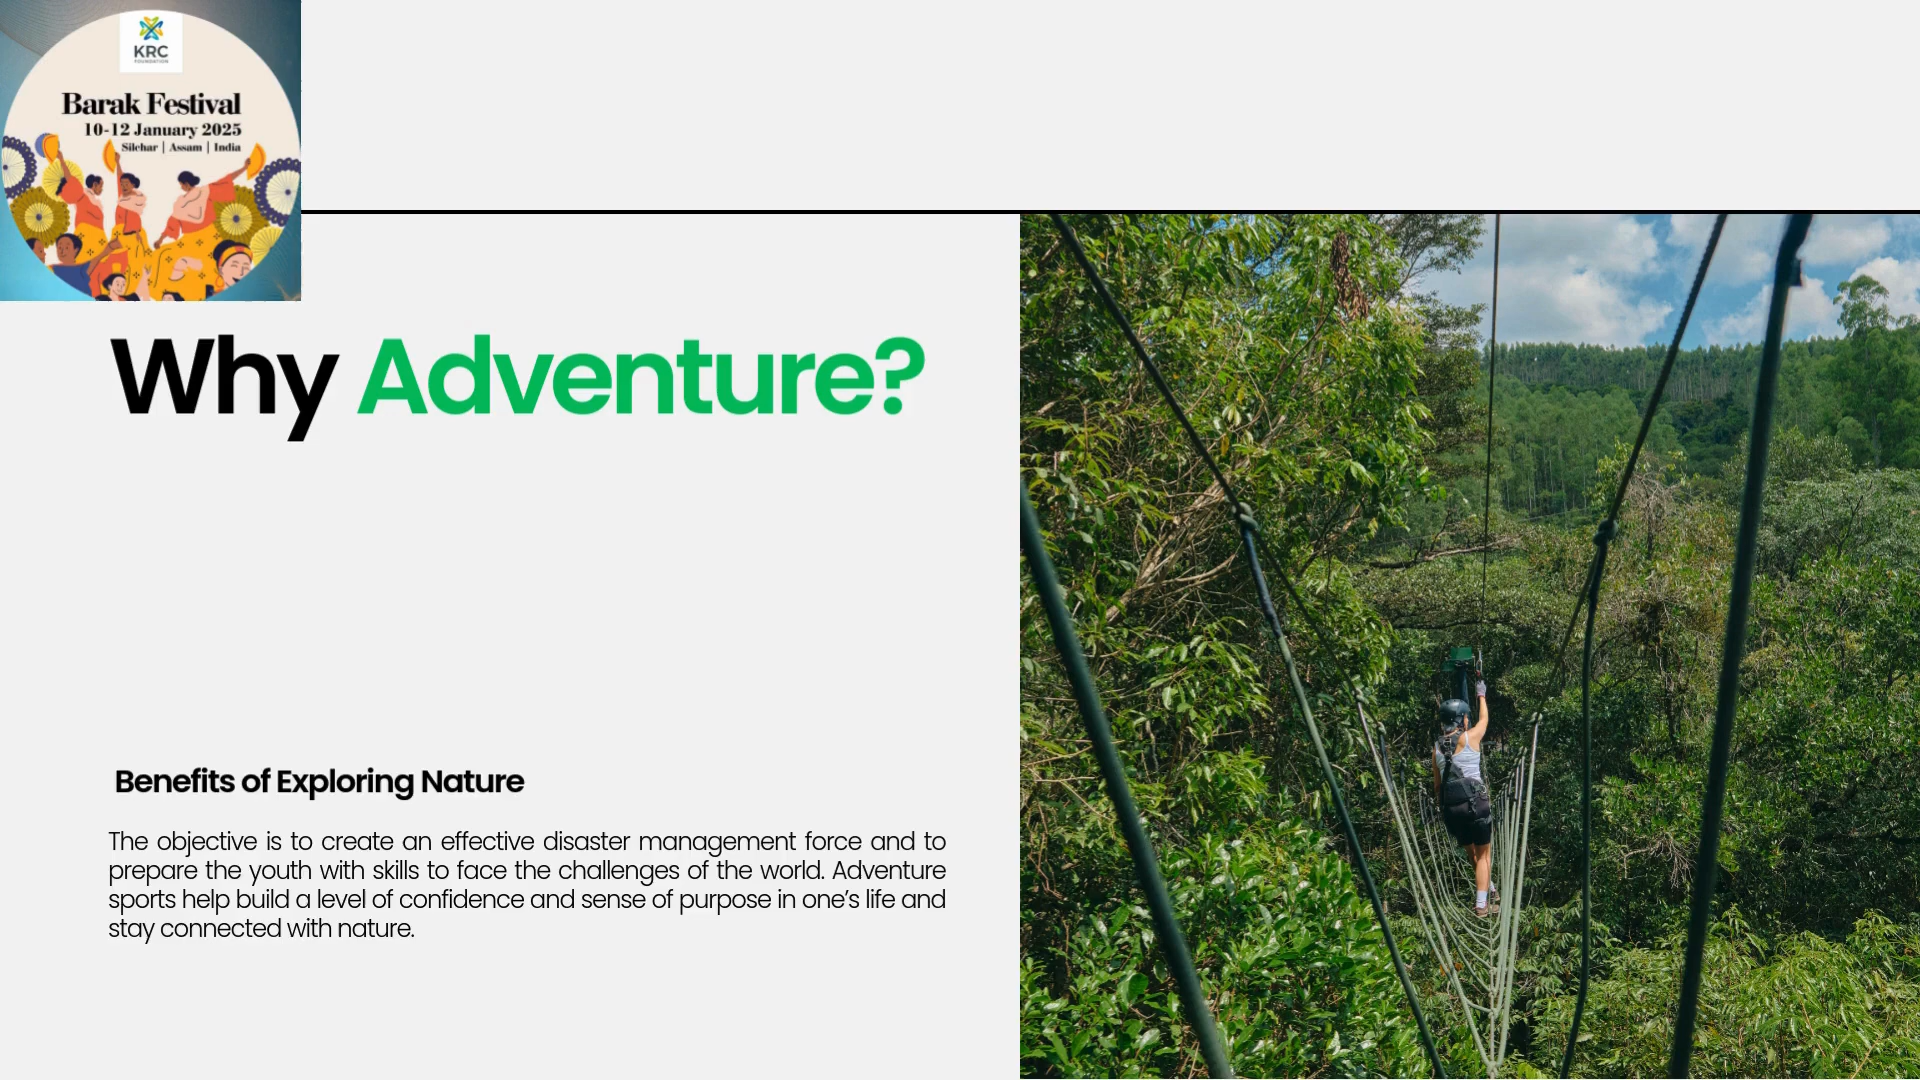 KRC
FOUNDATION
Barak Festival
10-12 January 2025
Silchar | Assam | India
Why Adventure?
Benefits of Exploring Nature
The objective is to create an effective disaster management force and to
prepare the youth with skills to face the challenges of the world. Adventure
sports help build a level of confidence and sense of purpose in one’s life and
stay connected with nature.